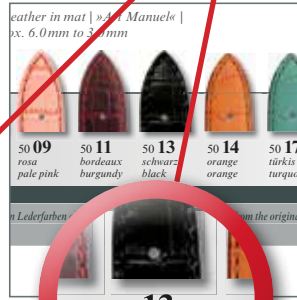 eather in mat | »Art Manuel«
ox. 6.0 mm to 3.0 mm
50 09
rosa
pale pink
50 11
bordeaux
burgundy
50 13
schwarz
black
50 14
orange
orange
50 17
türkis
turquo
n Lederfarben
om the origina
13